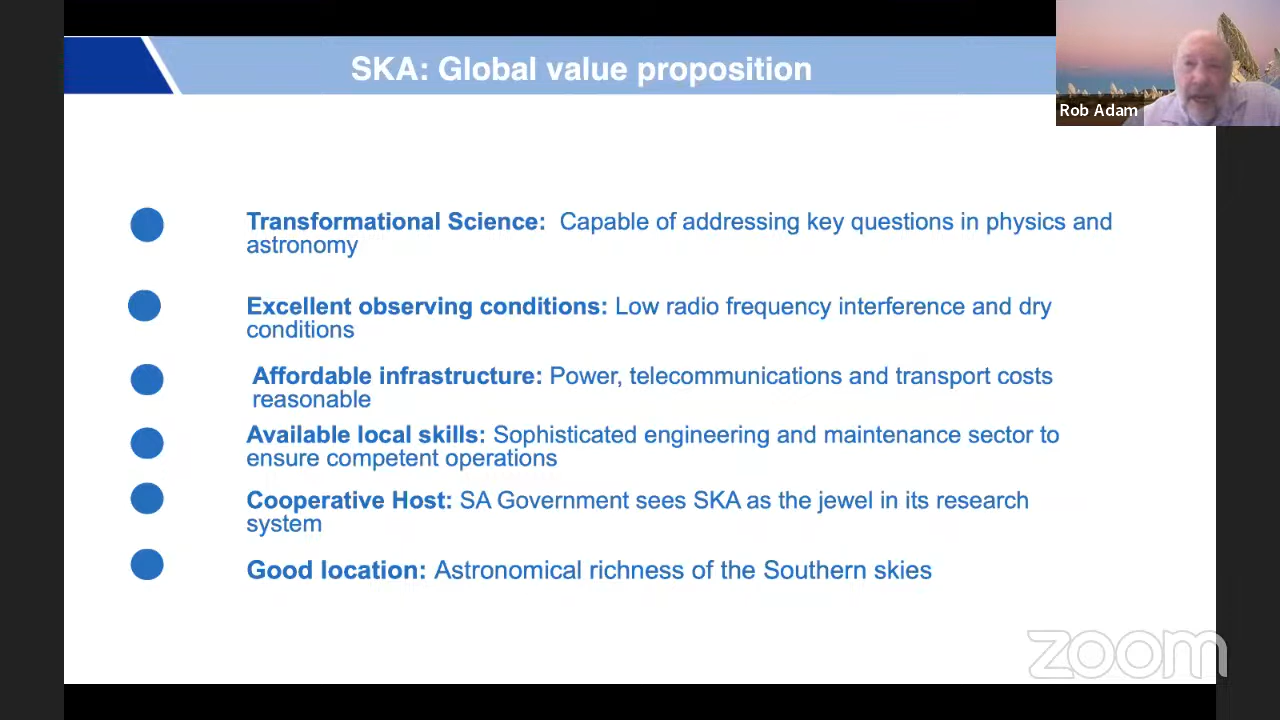 SKA: Global value proposition
Rob Adam
Transformational Science: Capable of addressing key questions in physics and
astronomy
Excellent observing conditions: Low radio frequency interference and dry
conditions
Affordable infrastructure: Power, telecommunications and transport costs
reasonable
Available local skills: Sophisticated engineering and maintenance sector to
ensure competent operations
Cooperative Host: SA Government sees SKA as the jewel in its research
system
Good location: Astronomical richness of the Southern skies
zoom